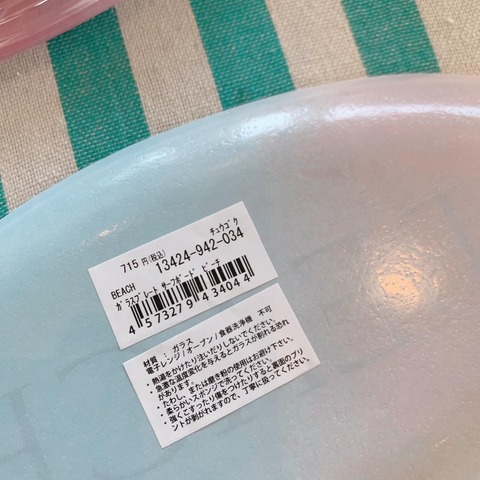 チュウゴク
715円(税込) 13424-942-034
BEACH
ガラスプレート サーフボード ビーチ
4 573279 434044
材質 : ガラス
電子レンジ/オーブン/食器洗浄機 不可
・熱湯をかけたり注いだりしないでください。
・急激な温度変化を与えるとガラスが割れる恐れ
があります。
・たわし、または磨き粉の使用はお避け下さい。
・柔らかいスポンジで洗ってください。
・強くこすったり傷をつけたりすると裏面のプリ
ントが剥がれますので、丁寧に扱ってください。